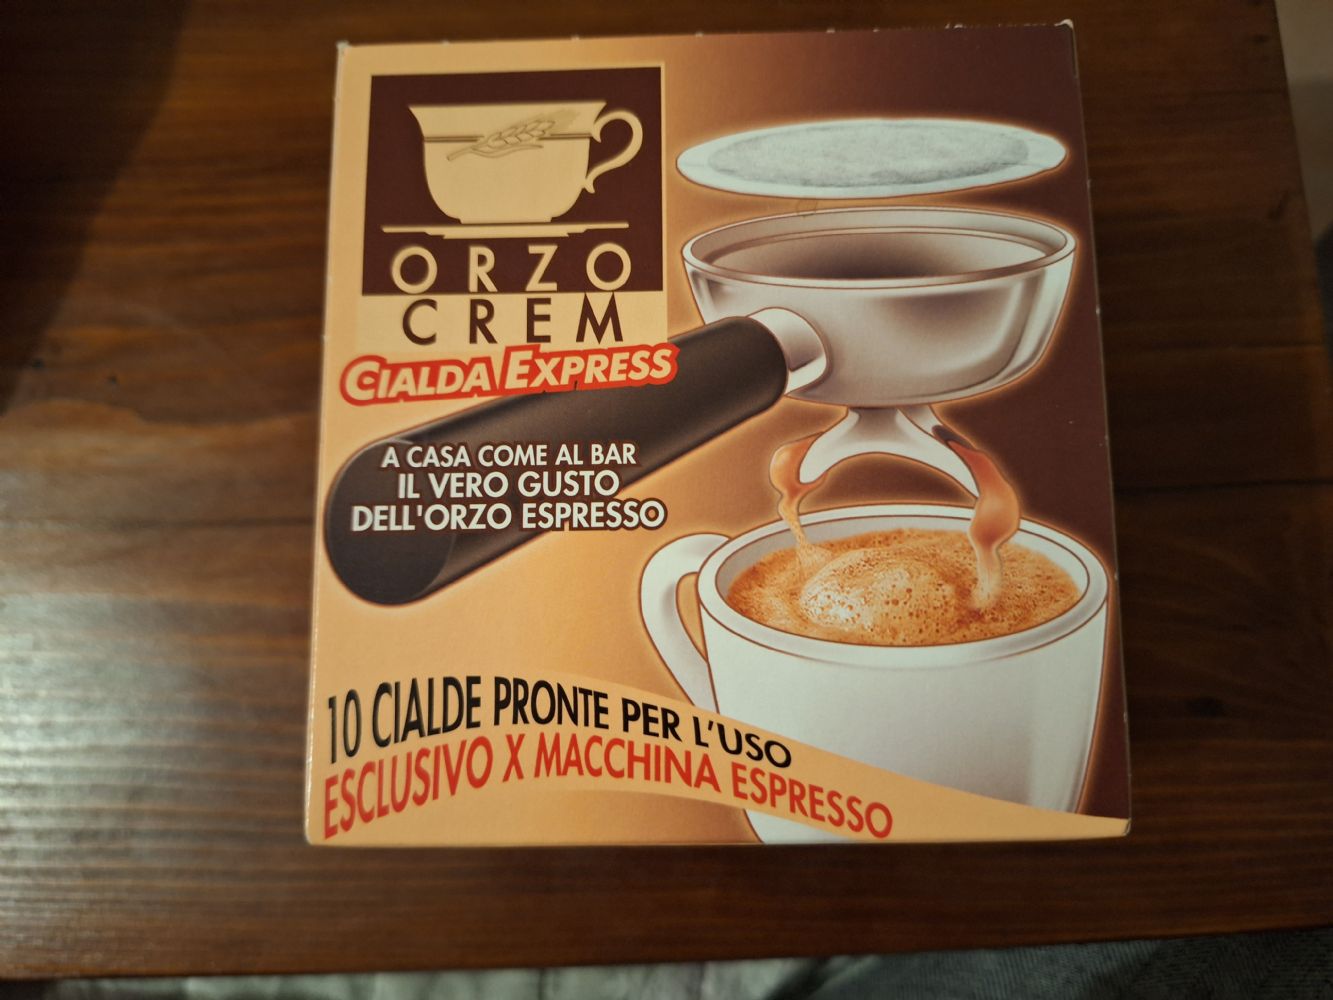 ORZO
CREM
CIALDA EXPRESS
A CASA COME AL BAR
IL VERO GUSTO
DELL'ORZO ESPRESSO
10 CIALDE PRONTE PER L'USO
ESCLUSIVO X MACCHINA ESPRESSO